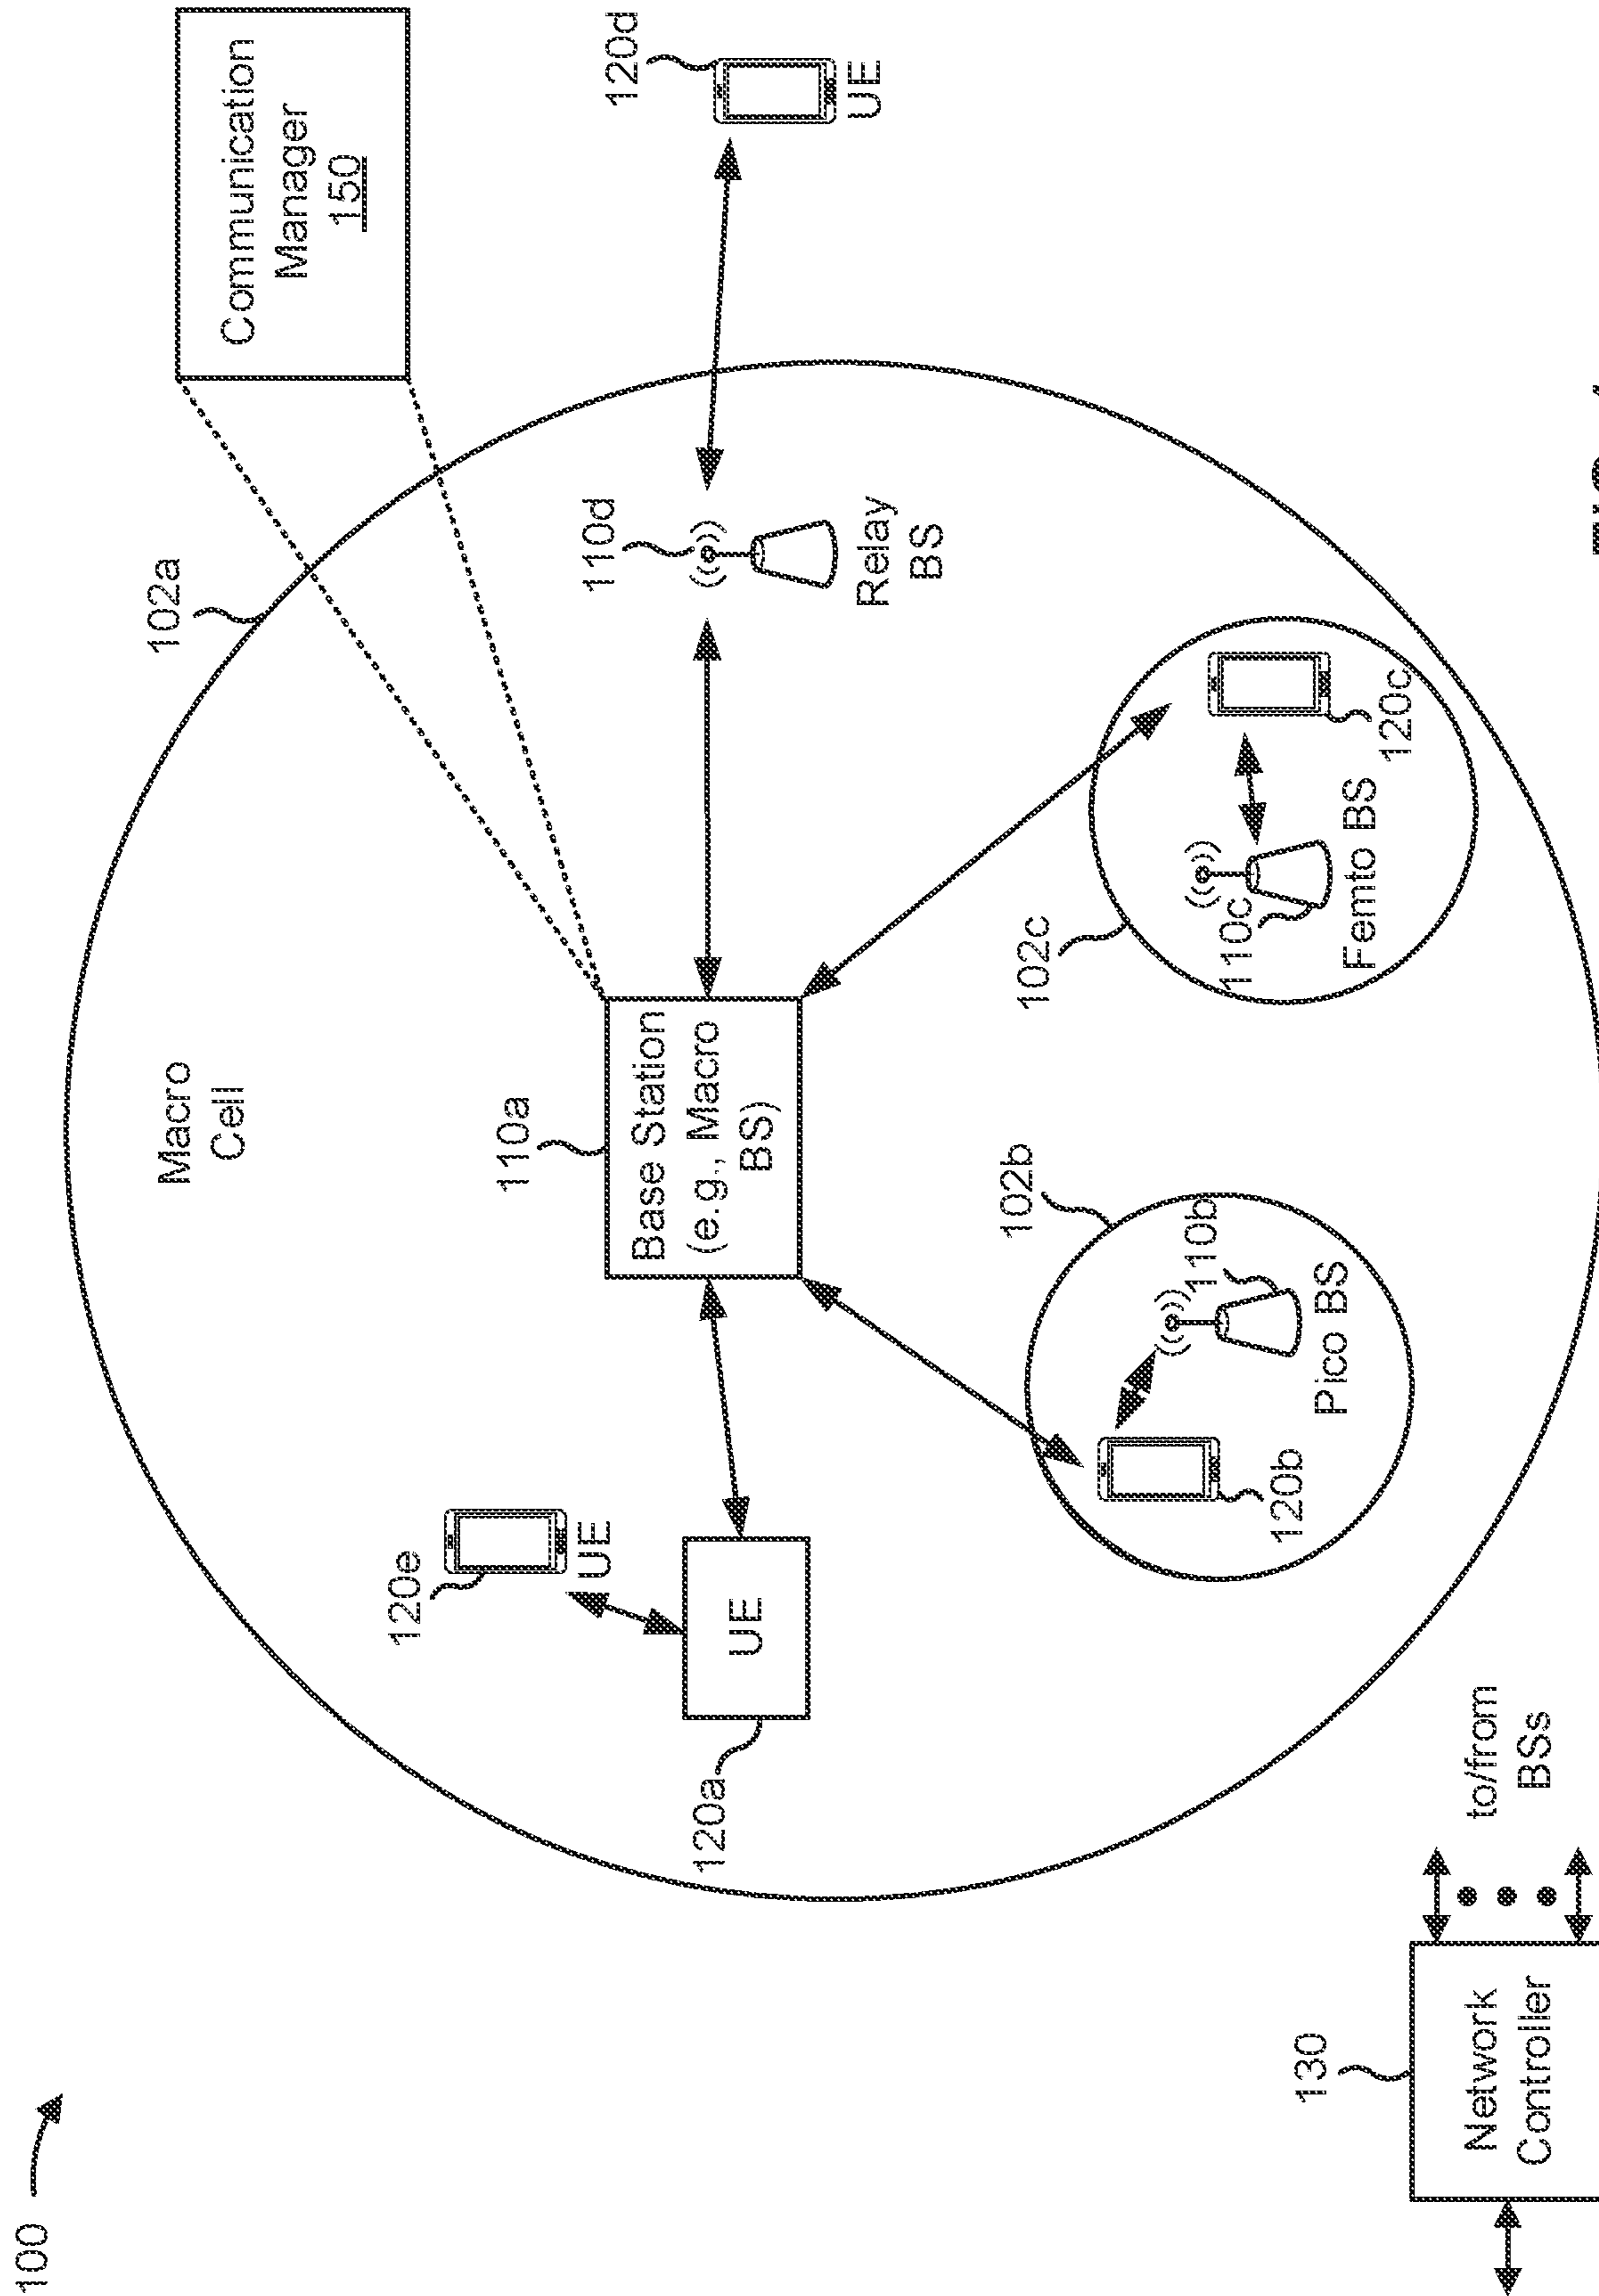 100
Macro
Cell
102a
Communication
Manager
150
120e
UE
110a
Base Station
(e.g., Macro
BS)
110d
Relay
BS
120d
UE
120a
UE
102b
110b
Pico BS
120b
102c
110c
Femto BS
120c
130
Network
Controller
to/from
BSs